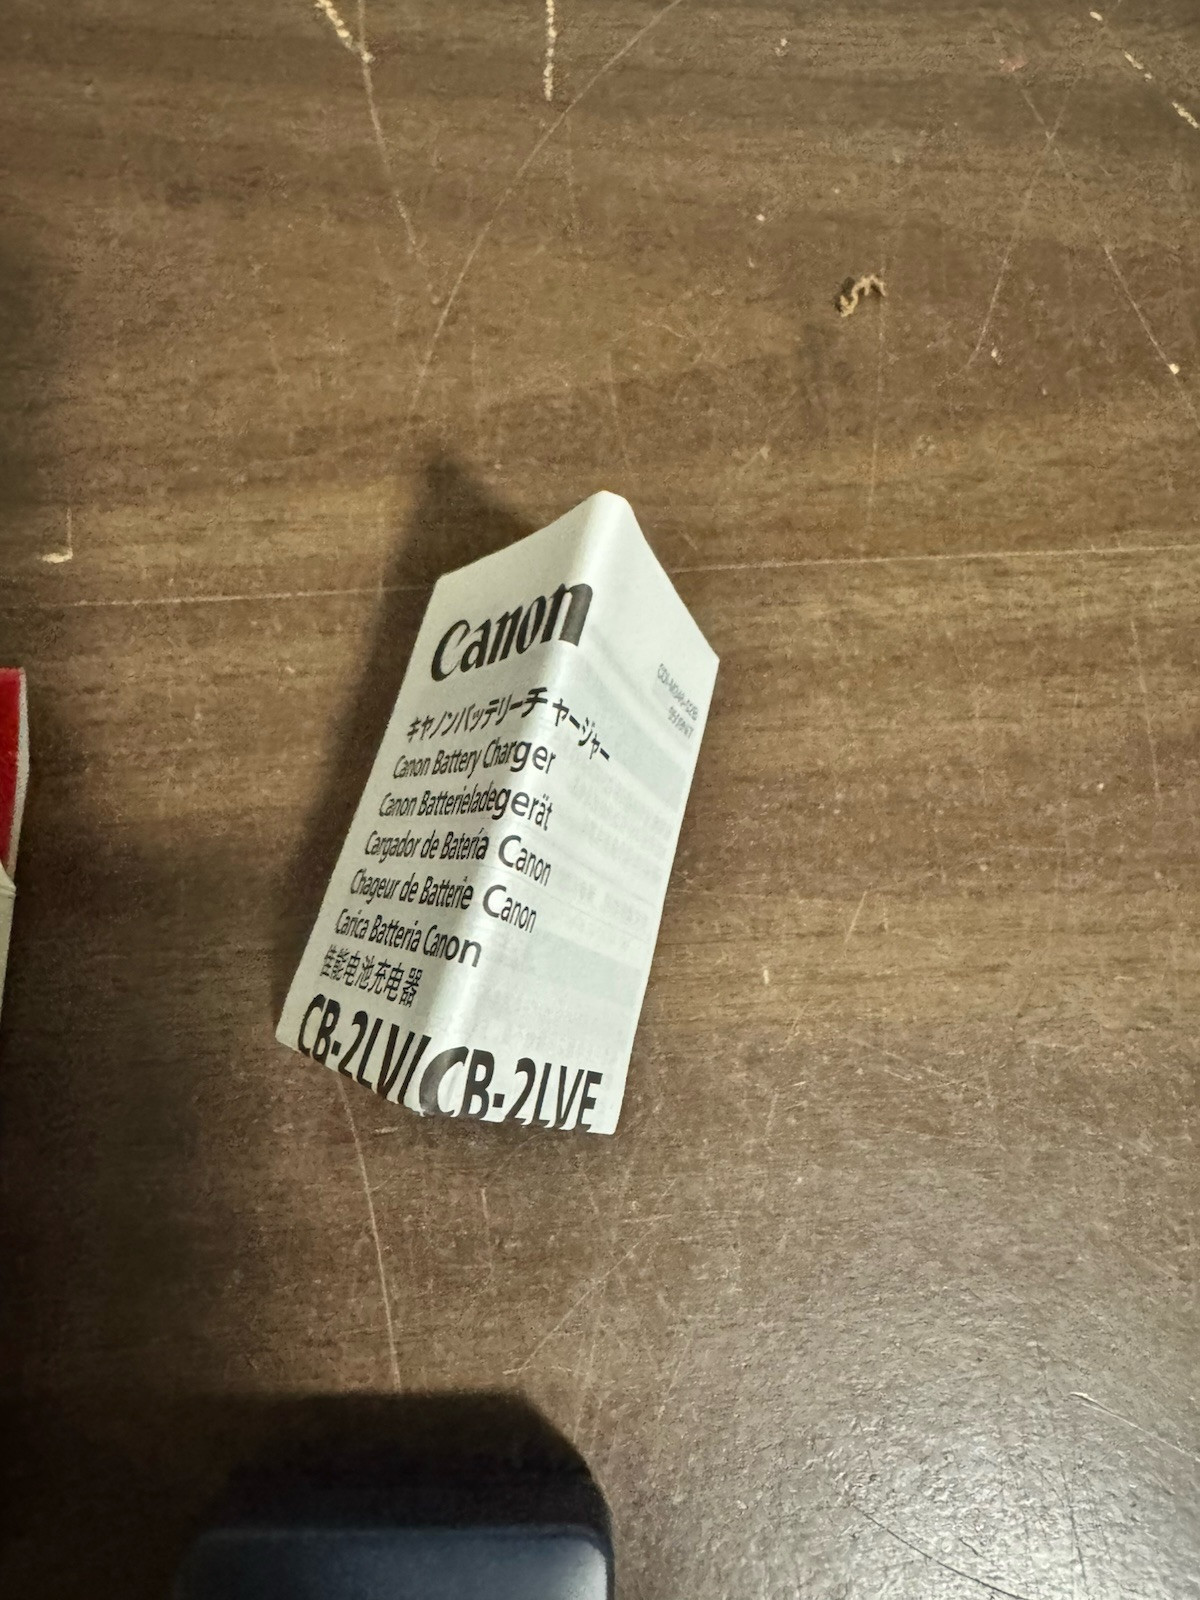 Canon
キヤノンバッテリーチャージャー
Canon Battery Charger
Canon Batterieladegerät
Cargador de Batería Canon
Chageur de Batterie Canon
Carica Batteria Canon
佳能电池充电器
CB-2LV/CB-2LVE